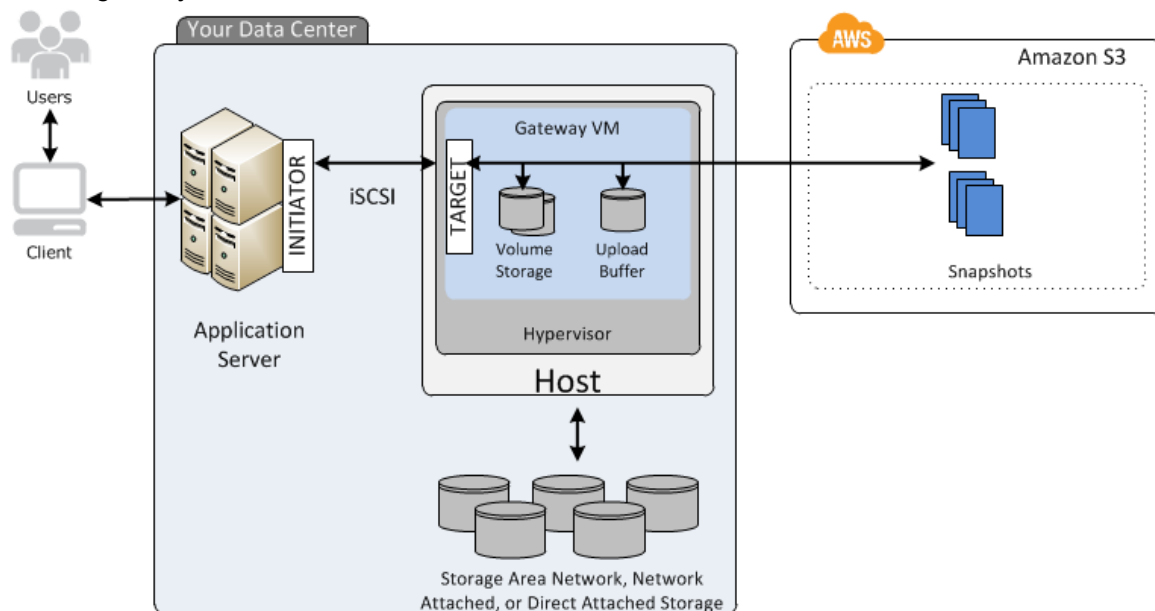 Your Data Center
AWS
Amazon S3
Users
Client
INITIATOR
iSCSI
Application
Server
Gateway VM
TARGET
Volume
Storage
Upload
Buffer
Hypervisor
Host
Snapshots
Storage Area Network, Network
Attached, or Direct Attached Storage